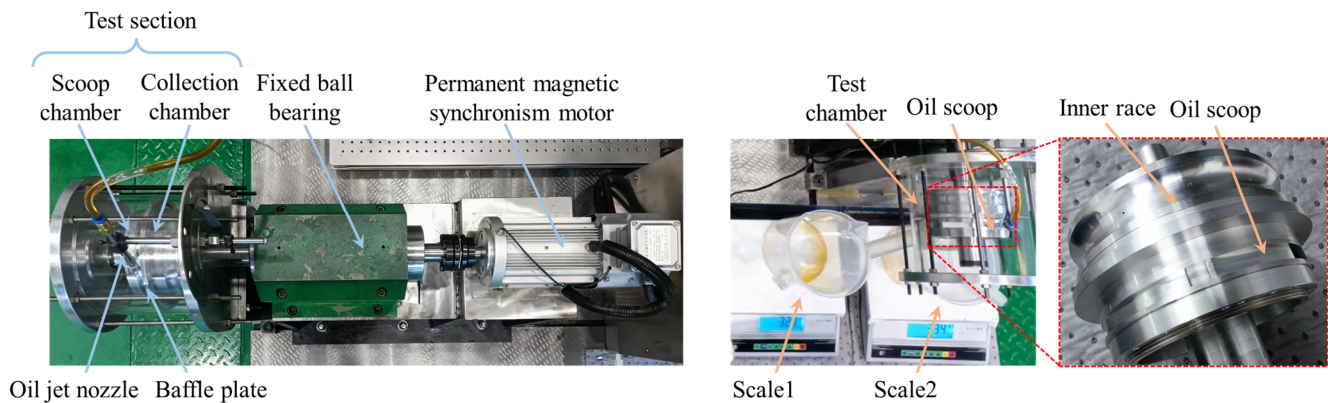 Test section
Scoop
chamber
Collection
chamber
Fixed ball
bearing
Permanent magnetic
synchronism motor
Oil jet nozzle
Baffle plate
Test
chamber
Oil scoop
Inner race
Oil scoop
Scale1
Scale2